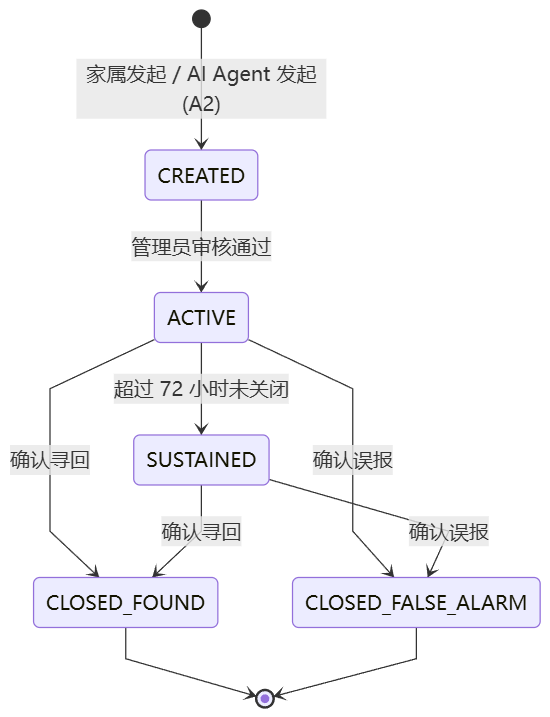 家属发起 / AI Agent 发起
(A2)
CREATED
管理员审核通过
ACTIVE
超过 72 小时未关闭
确认寻回
SUSTAINED
确认误报
确认寻回
确认误报
CLOSED_FOUND
CLOSED_FALSE_ALARM